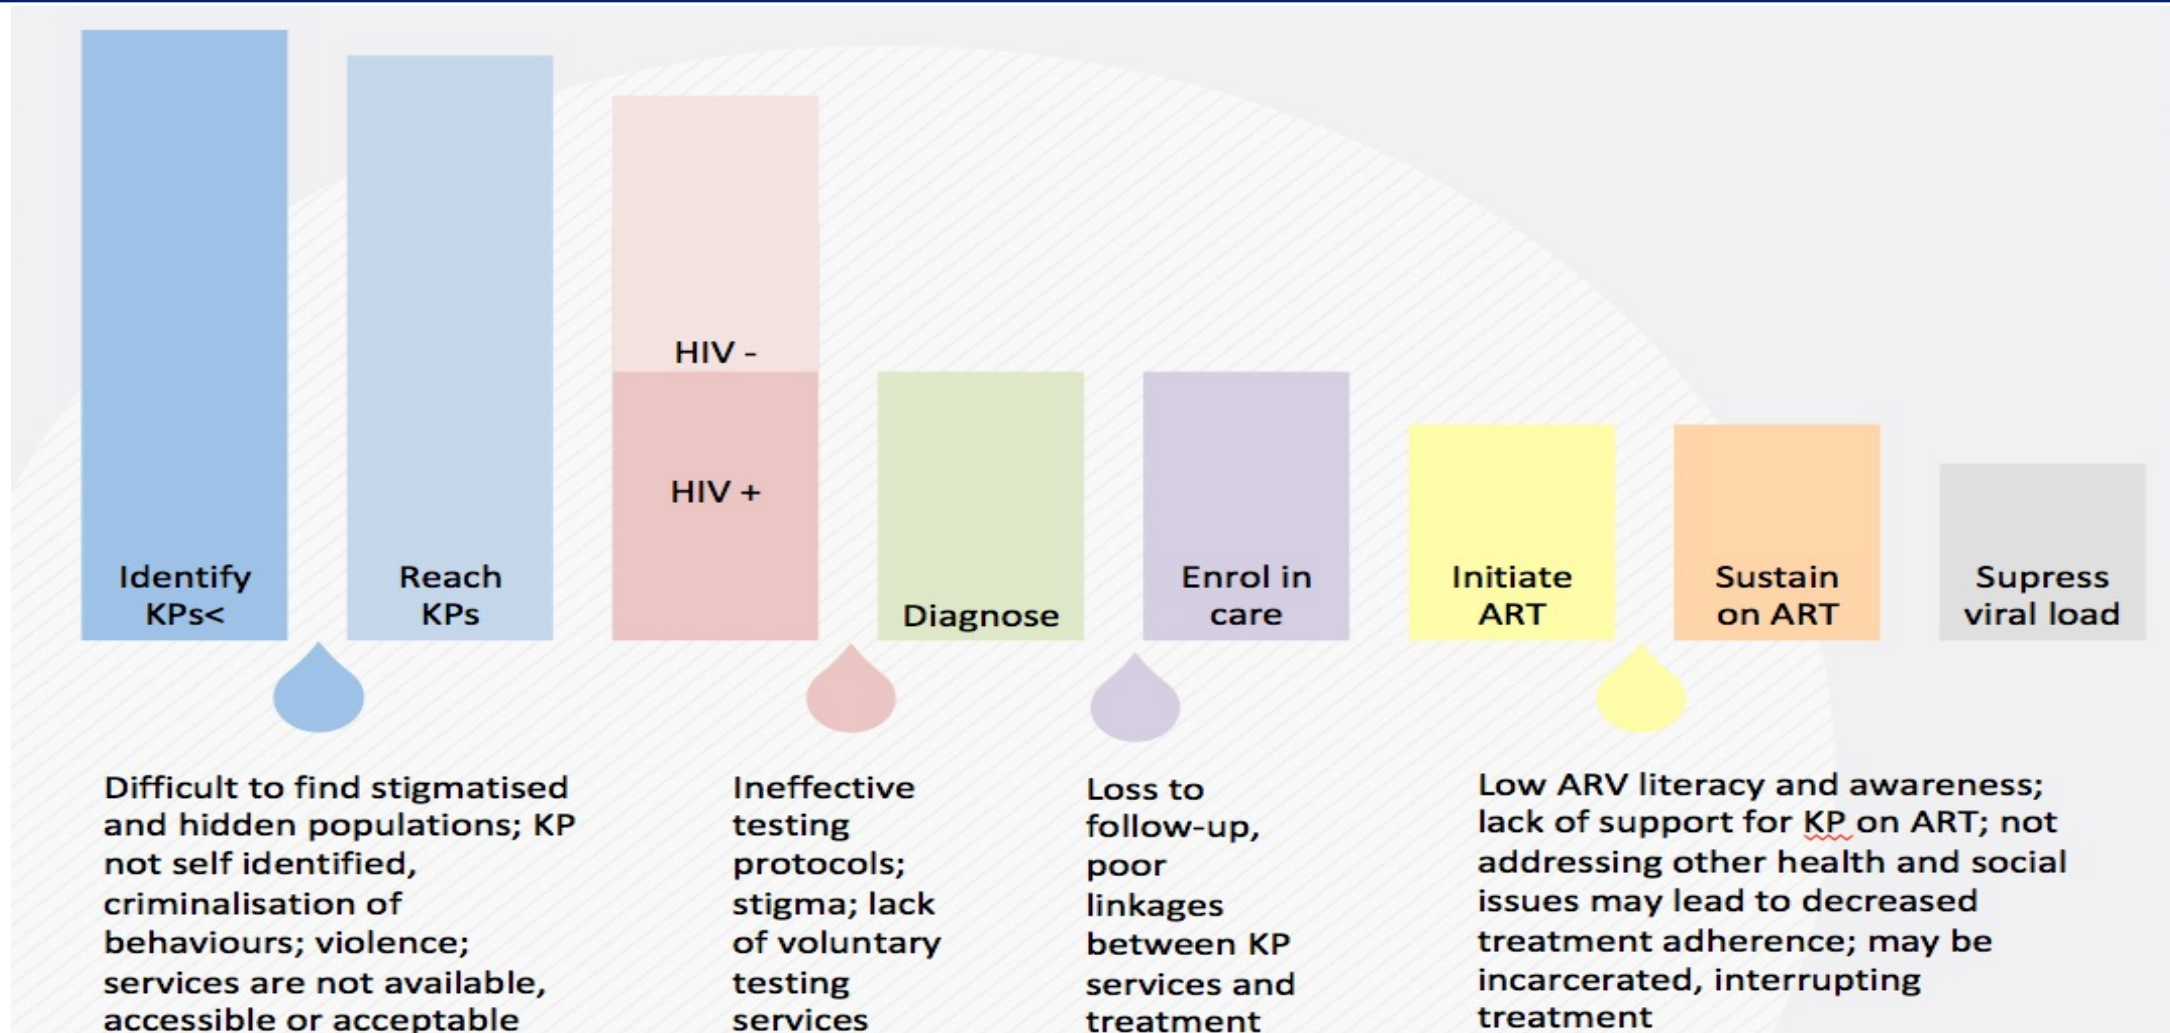 HIV -
HIV +
Identify
KPs<
Reach
KPs
Diagnose
Enrol in
care
Initiate
ART
Sustain
on ART
Supress
viral load
Difficult to find stigmatised
and hidden populations; KP
not self identified,
criminalisation of
behaviours; violence;
services are not available,
accessible or acceptable
Ineffective
testing
protocols;
stigma; lack
of voluntary
testing
services
Loss to
follow-up,
poor
linkages
between KP
services and
treatment
Low ARV literacy and awareness;
lack of support for KP on ART; not
addressing other health and social
issues may lead to decreased
treatment adherence; may be
incarcerated, interrupting
treatment